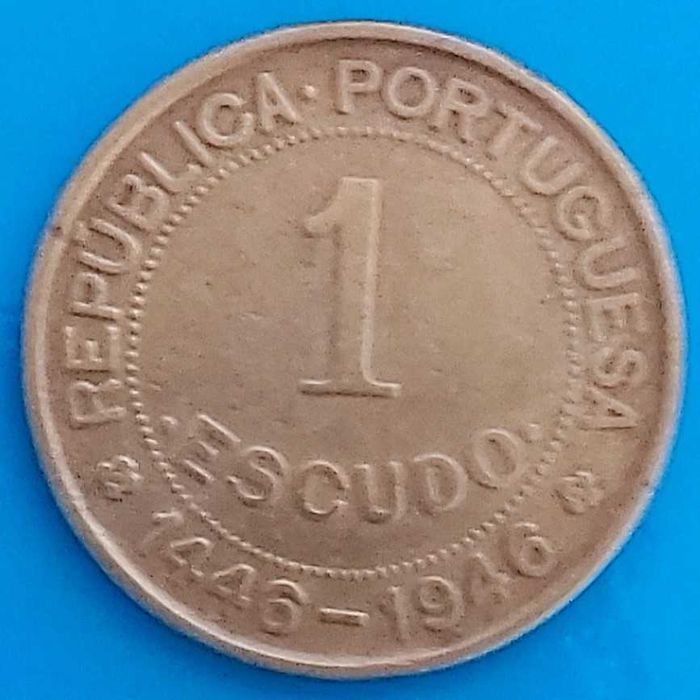 REPÚBLICA · PORTUGUESA
1
· ESCUDO ·
1446-1946